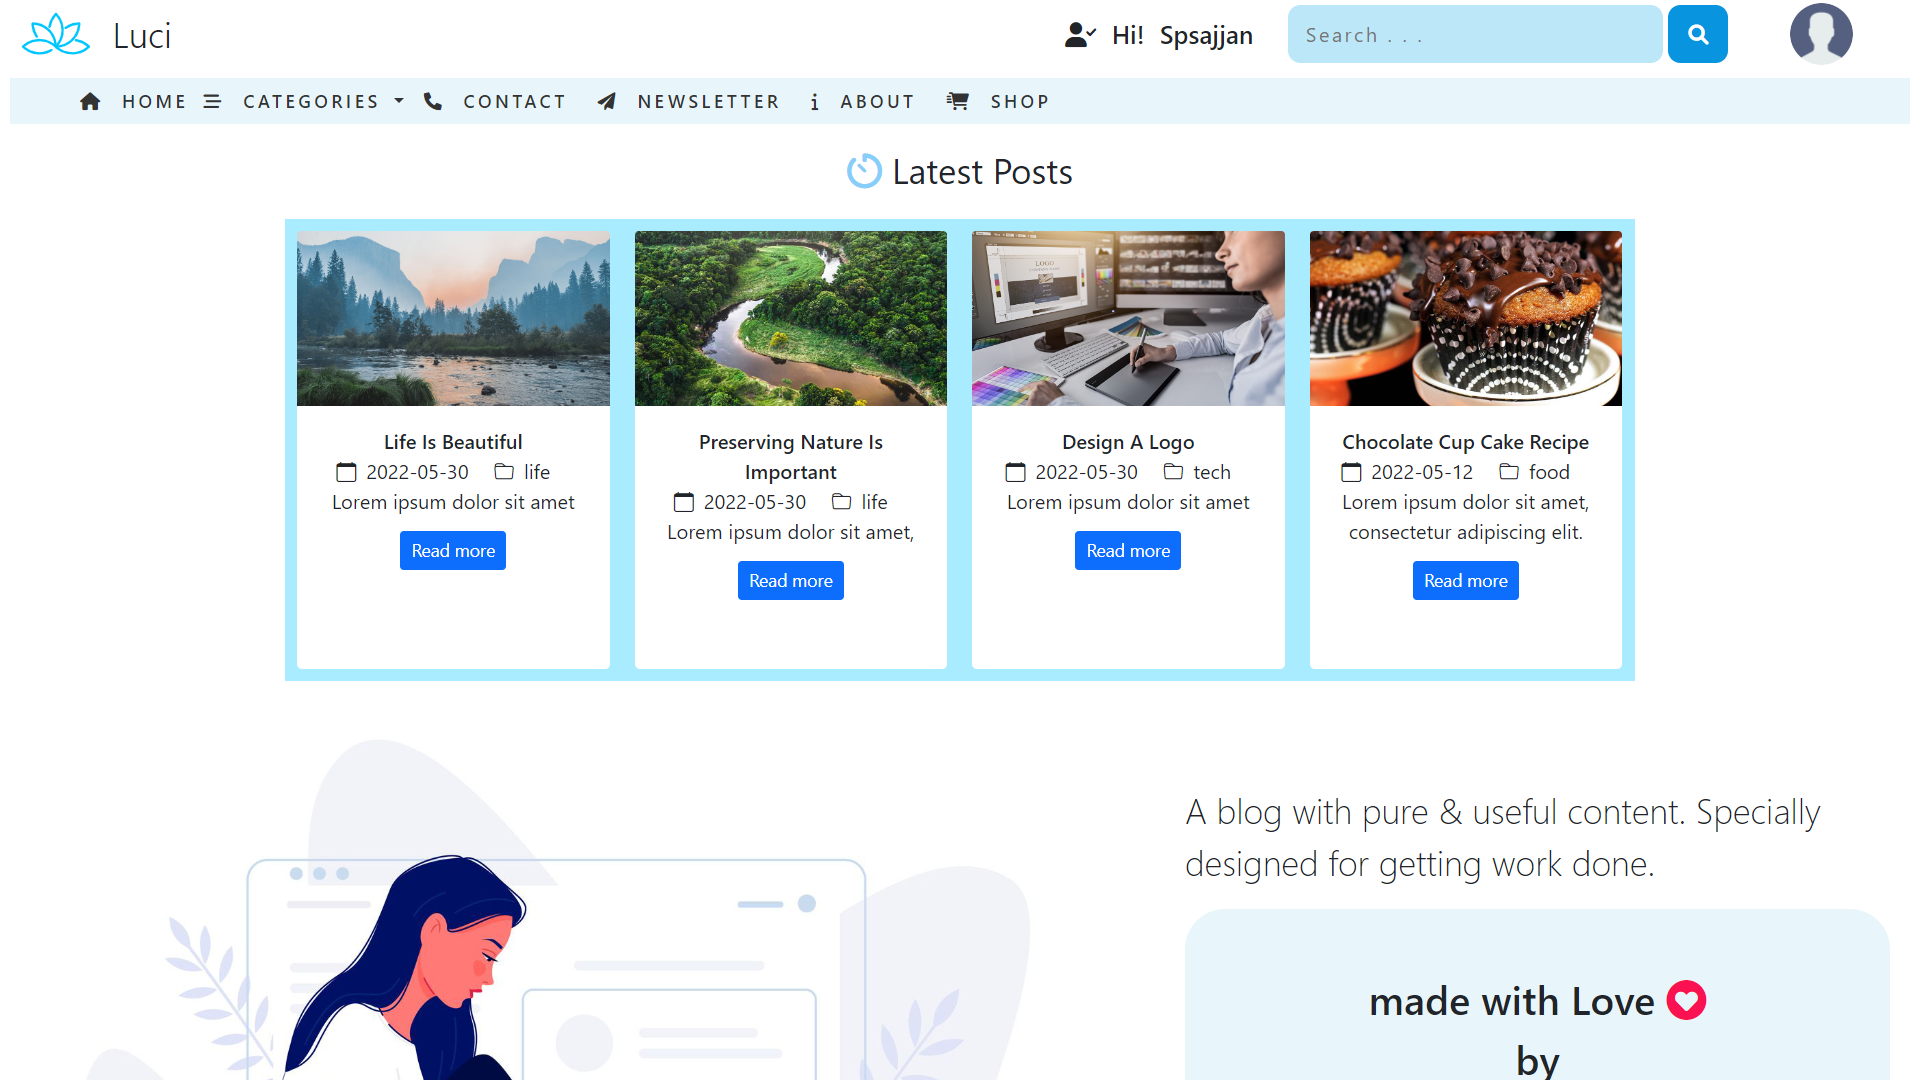 Luci
Hi! Spsajjan
Search . . .
HOME CATEGORIES CONTACT NEWSLETTER ABOUT SHOP
Latest Posts
LOGO
Life Is Beautiful
2022-05-30 life
Lorem ipsum dolor sit amet
Read more
Preserving Nature Is
Important
2022-05-30 life
Lorem ipsum dolor sit amet,
Read more
Design A Logo
2022-05-30 tech
Lorem ipsum dolor sit amet
Read more
Chocolate Cup Cake Recipe
2022-05-12 food
Lorem ipsum dolor sit amet,
consectetur adipiscing elit.
Read more
A blog with pure & useful content. Specially
designed for getting work done.
made with Love
by